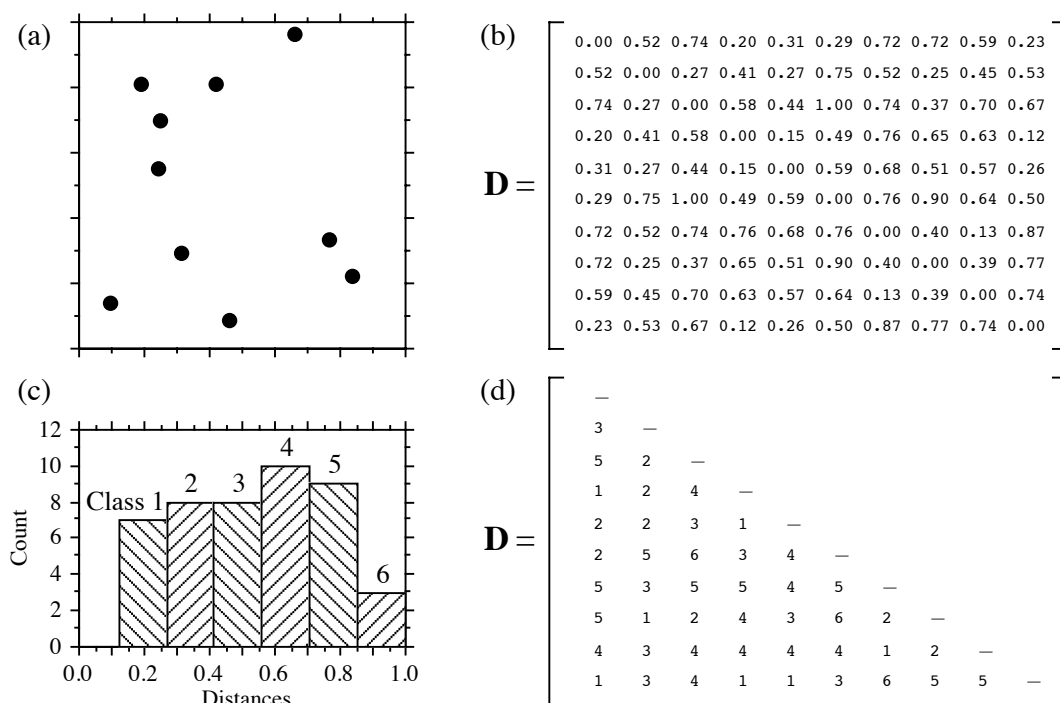 (a)
(b)
D =
0.00 0.52 0.74 0.20 0.31 0.29 0.72 0.72 0.59 0.23
0.52 0.00 0.27 0.41 0.27 0.75 0.52 0.25 0.45 0.53
0.74 0.27 0.00 0.58 0.44 1.00 0.74 0.37 0.70 0.67
0.20 0.41 0.58 0.00 0.15 0.49 0.76 0.65 0.63 0.12
0.31 0.27 0.44 0.15 0.00 0.59 0.68 0.51 0.57 0.26
0.29 0.75 1.00 0.49 0.59 0.00 0.76 0.90 0.64 0.50
0.72 0.52 0.74 0.76 0.68 0.76 0.00 0.40 0.13 0.87
0.72 0.25 0.37 0.65 0.51 0.90 0.40 0.00 0.39 0.77
0.59 0.45 0.70 0.63 0.57 0.64 0.13 0.39 0.00 0.74
0.23 0.53 0.67 0.12 0.26 0.50 0.87 0.77 0.74 0.00
(c)
Count
12
10
8
6
4
2
0
Class 1
2
3
4
5
6
0.0 0.2 0.4 0.6 0.8 1.0
Distances
(d)
D =
—
3 —
5 2 —
1 2 4 —
2 2 3 1 —
2 5 6 3 4 —
5 3 5 5 4 5 —
5 1 2 4 3 6 2 —
4 3 4 4 4 4 1 2 —
1 3 4 1 1 3 6 5 5 —